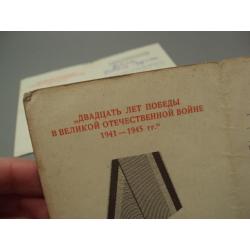 „ДВАДЦАТЬ ЛЕТ ПОБЕДЫ
В ВЕЛИКОЙ ОТЕЧЕСТВЕННОЙ ВОЙНЕ
1941—1945 гг.“